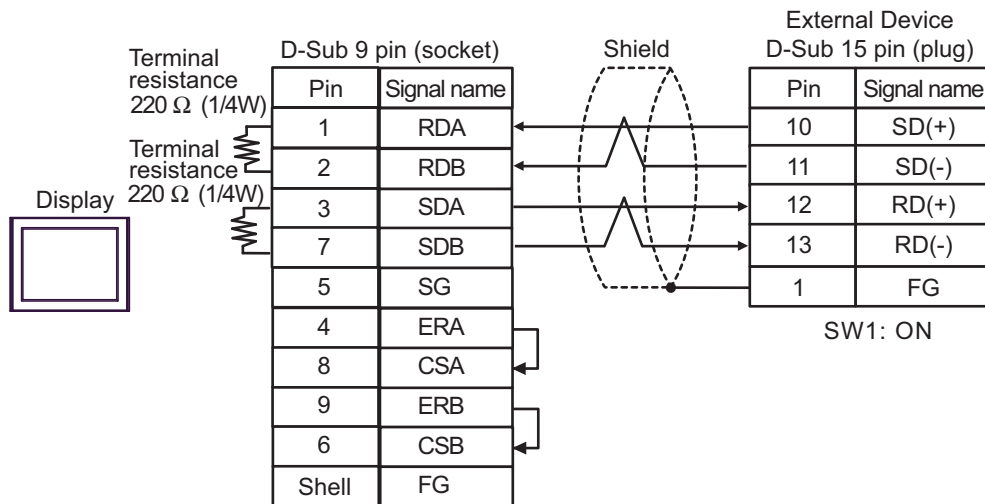 External Device
D-Sub 9 pin (socket)
Shield
D-Sub 15 pin (plug)
Terminal
resistance
220 Ω (1/4W)
Terminal
resistance
220 Ω (1/4W)
Display
Pin Signal name
1 RDA
2 RDB
3 SDA
7 SDB
5 SG
4 ERA
8 CSA
9 ERB
6 CSB
Shell FG
Pin Signal name
10 SD(+)
11 SD(-)
12 RD(+)
13 RD(-)
1 FG
SW1: ON